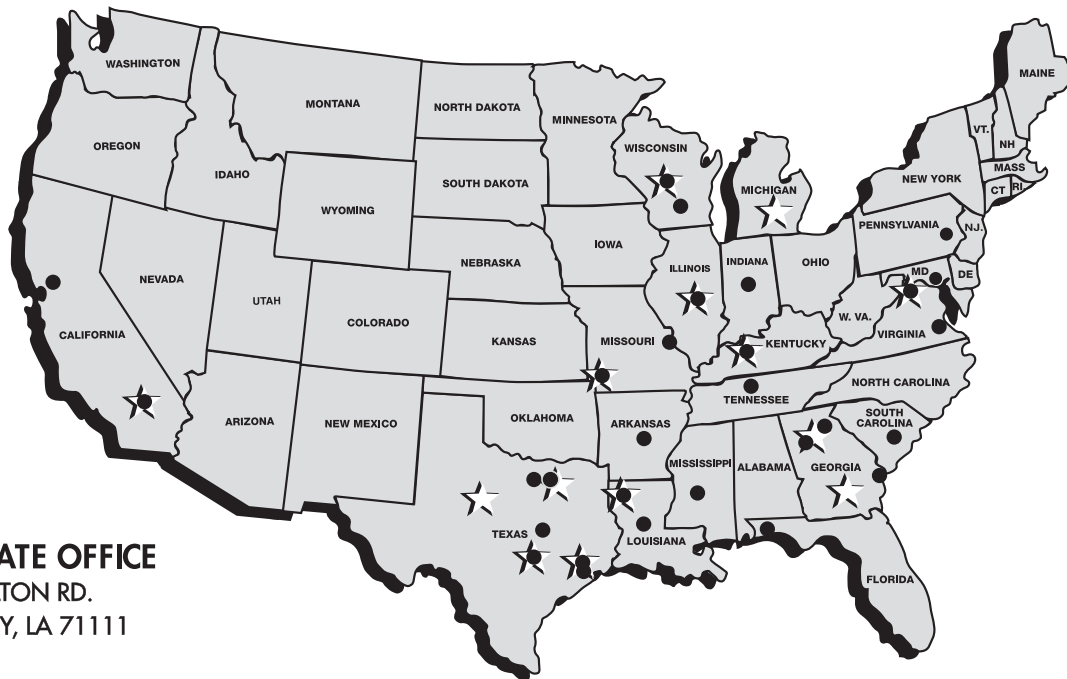 WASHINGTON
MONTANA
NORTH DAKOTA
MINNESOTA
MAINE
OREGON
IDAHO
SOUTH DAKOTA
WISCONSIN
MICHIGAN
VT.
NH
NEW YORK
MASS
CT
RI
WYOMING
IOWA
PENNSYLVANIA
N.J.
NEVADA
NEBRASKA
ILLINOIS
INDIANA
OHIO
MD
DE
UTAH
COLORADO
CALIFORNIA
KANSAS
MISSOURI
W. VA.
KENTUCKY
VIRGINIA
ARIZONA
NEW MEXICO
OKLAHOMA
ARKANSAS
TENNESSEE
NORTH CAROLINA
SOUTH
CAROLINA
MISSISSIPPI
ALABAMA
GEORGIA
TEXAS
LOUISIANA
FLORIDA
ATE OFFICE
TON RD.
Y, LA 71111